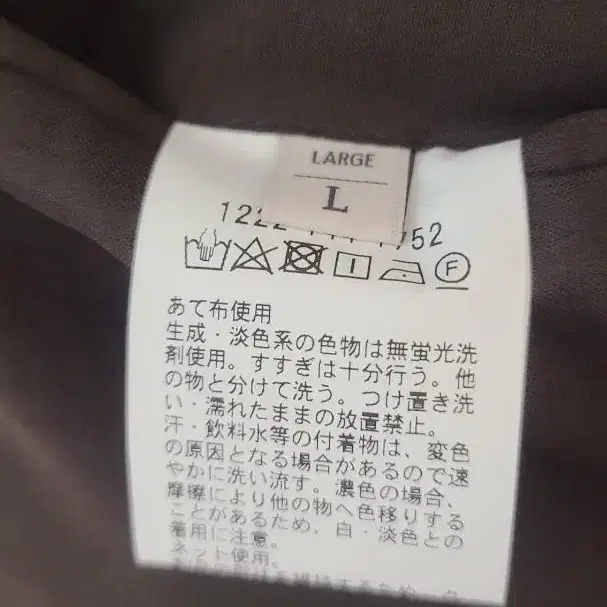 LARGE
L
1222 752
F
あて布使用
生成・淡色系の色物は無蛍光洗
剤使用。すすぎは十分行う。他
の物と分けて洗う。つけ置き洗
い・濡れたままの放置禁止。
汗・飲料水等の付着物は、変色
の原因となる場合があるので速
やかに洗い流す。濃色の場合、
摩擦により他の物へ色移りする
ことがあるため、白・淡色との
着用に注意。
ネット使用。